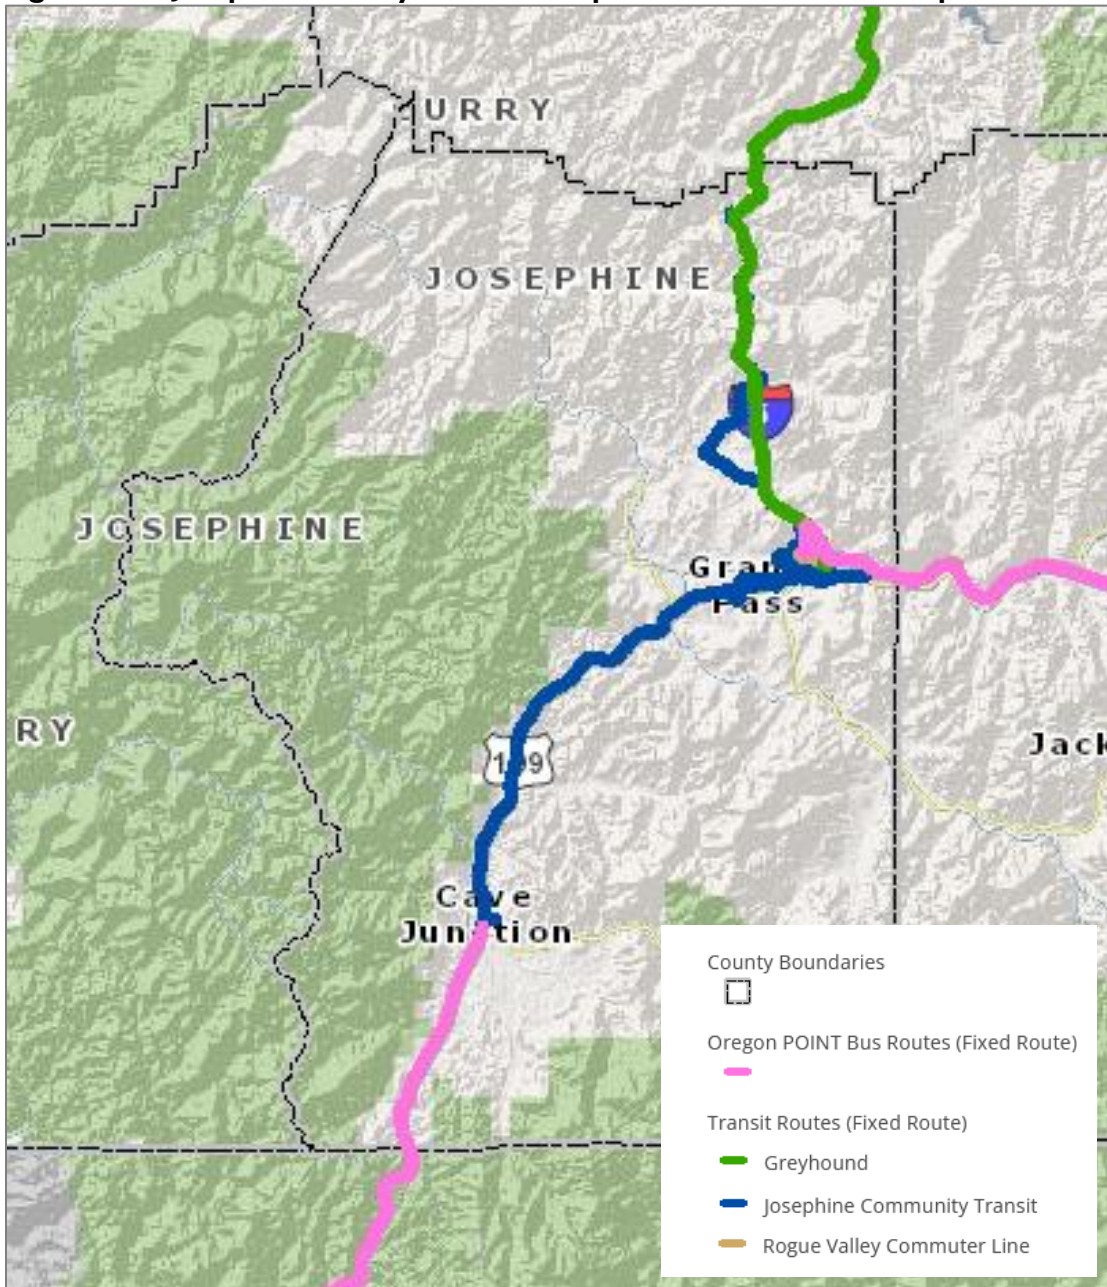 URRY
JOSEPHINE
JOSEPHINE
Gran
Pass
RY
199
Jack
Cave
Junction
County Boundaries
Oregon POINT Bus Routes (Fixed Route)
Transit Routes (Fixed Route)
Greyhound
Josephine Community Transit
Rogue Valley Commuter Line